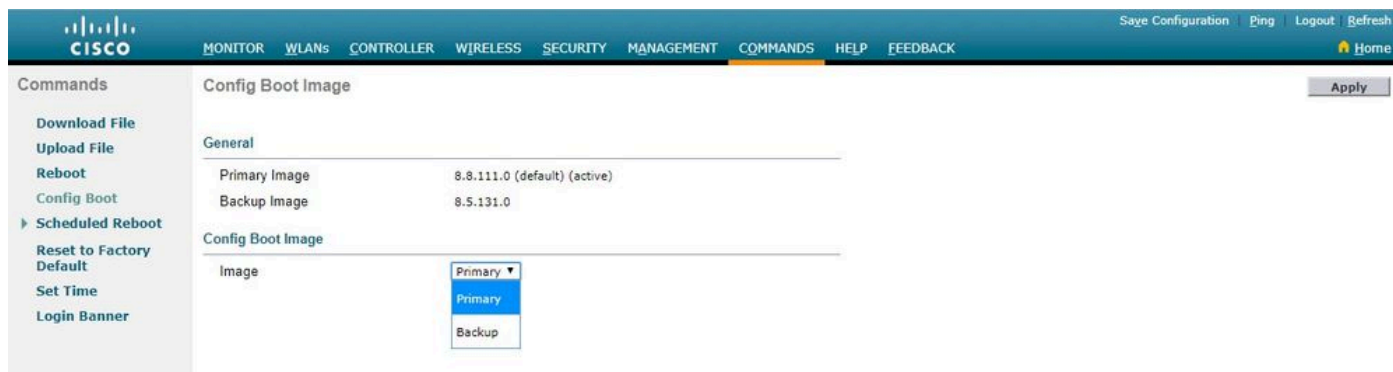 Save Configuration Ping Logout Refresh
CISCO MONITOR WLANs CONTROLLER WIRELESS SECURITY MANAGEMENT COMMANDS HELP FEEDBACK Home
Commands
Download File
Upload File
Reboot
Config Boot
Scheduled Reboot
Reset to Factory
Default
Set Time
Login Banner
Config Boot Image Apply
General
Primary Image 8.8.111.0 (default) (active)
Backup Image 8.5.131.0
Config Boot Image
Image Primary
Primary
Backup